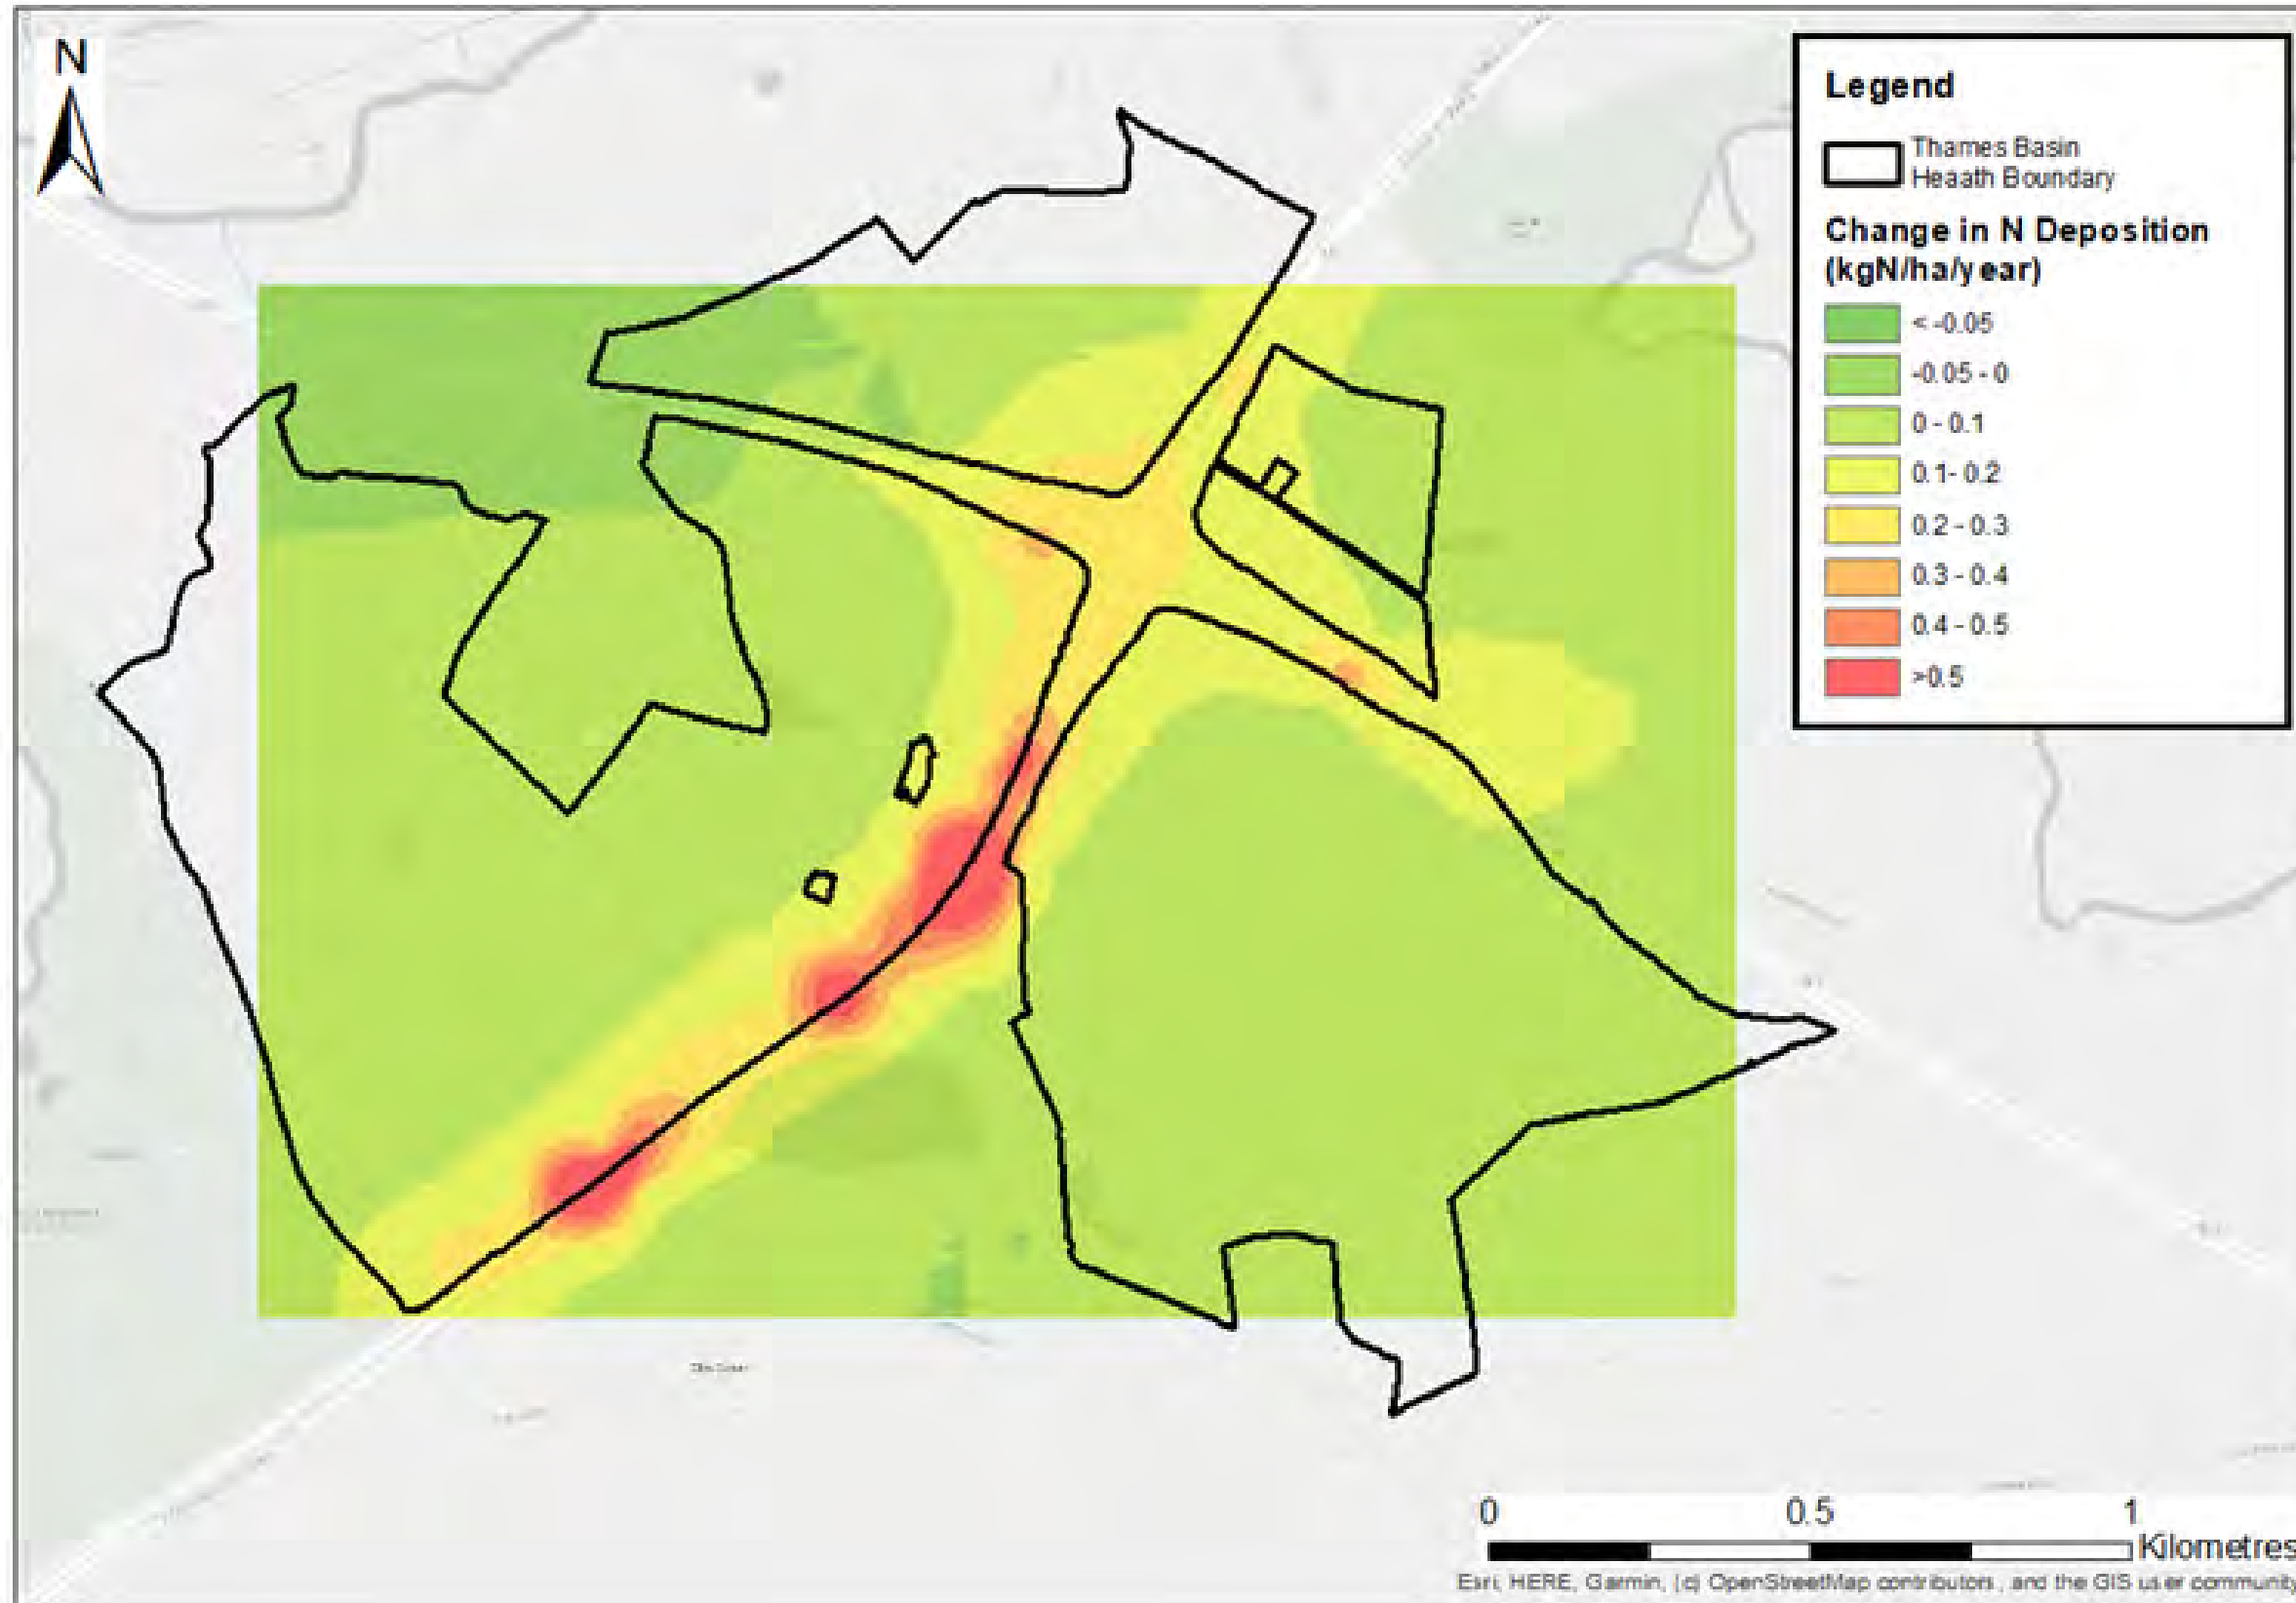 N
Legend
Thames Basin
Heaath Boundary
Change in N Deposition
(kgN/ha/year)
< -0.05
-0.05 - 0
0 - 0.1
0.1- 0.2
0.2 - 0.3
0.3 - 0.4
0.4 - 0.5
>0.5
0 0.5 1
Kilometres
Esri, HERE, Garmin, (c) OpenStreetMap contributors, and the GIS user community